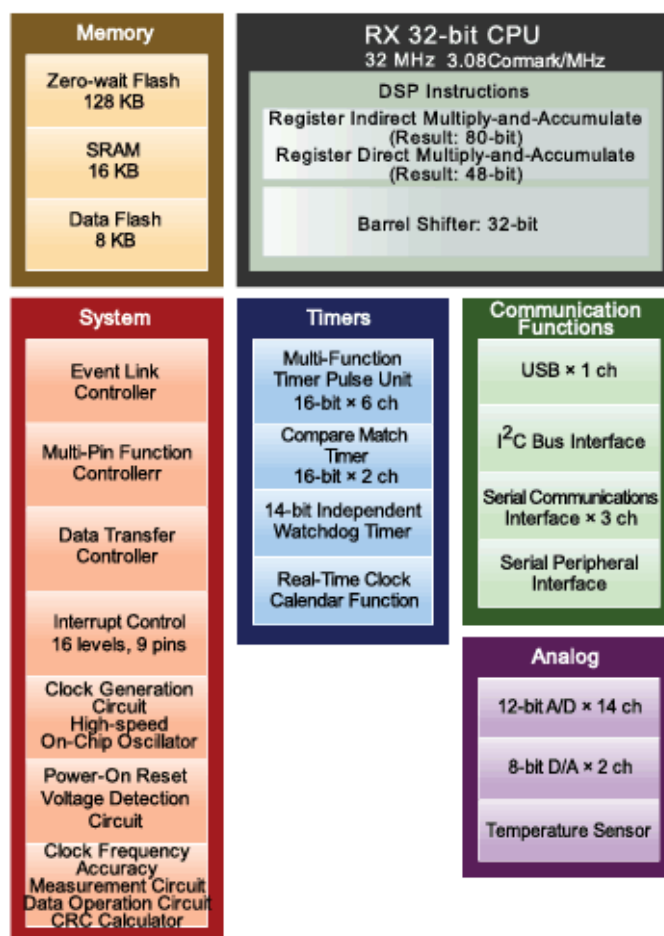 Memory
Zero-wait Flash
128 KB
SRAM
16 KB
Data Flash
8 KB
RX 32-bit CPU
32 MHz 3.08Cormark/MHz
DSP Instructions
Register Indirect Multiply-and-Accumulate
(Result: 80-bit)
Register Direct Multiply-and-Accumulate
(Result: 48-bit)
Barrel Shifter: 32-bit
System
Event Link
Controller
Multi-Pin Function
Controllerr
Data Transfer
Controller
Interrupt Control
16 levels, 9 pins
Clock Generation
Circuit
High-speed
On-Chip Oscillator
Power-On Reset
Voltage Detection
Circuit
Clock Frequency
Accuracy
Measurement Circuit
Data Operation Circuit
CRC Calculator
Timers
Multi-Function
Timer Pulse Unit
16-bit × 6 ch
Compare Match
Timer
16-bit × 2 ch
14-bit Independent
Watchdog Timer
Real-Time Clock
Calendar Function
Communication
Functions
USB × 1 ch
I²C Bus Interface
Serial Communications
Interface × 3 ch
Serial Peripheral
Interface
Analog
12-bit A/D × 14 ch
8-bit D/A × 2 ch
Temperature Sensor